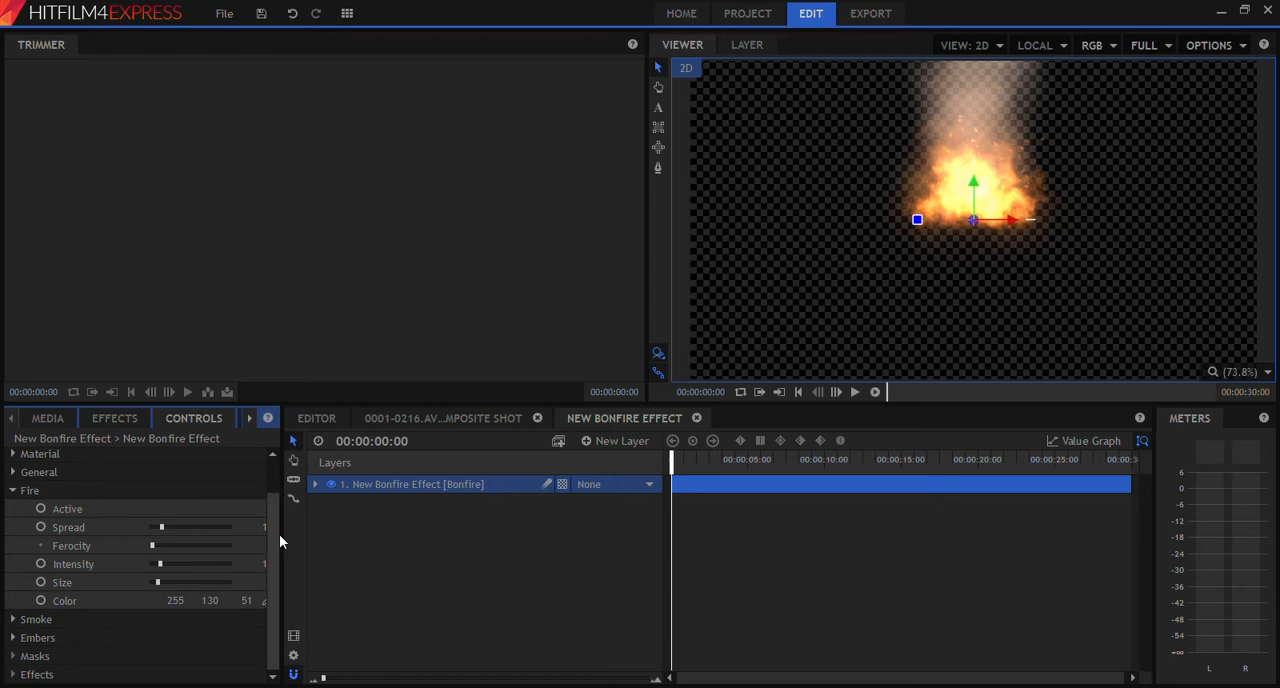 HITFILM4EXPRESS
File
HOME
PROJECT
EDIT
EXPORT
TRIMMER
VIEWER
LAYER
VIEW: 2D
LOCAL
RGB
FULL
OPTIONS
2D
A
(73.8%)
00:00:00:00
00:00:00:00
00:00:00:00
00:00:30:00
MEDIA
EFFECTS
CONTROLS
EDITOR
0001-0216.AV...MPOSITE SHOT
NEW BONFIRE EFFECT
METERS
New Bonfire Effect > New Bonfire Effect
00:00:00:00
New Layer
Value Graph
Layers
00:00:05:00
00:00:10:00
00:00:15:00
00:00:20:00
00:00:25:00
00:00:3
1. New Bonfire Effect [Bonfire]
None
Material
General
Fire
Active
Spread 1
Ferocity
Intensity 1
Size
Color 255 130 51
Smoke
Embers
Masks
Effects
6
0
-6
-12
-18
-24
-30
-36
-42
-48
-54
-∞
L
R